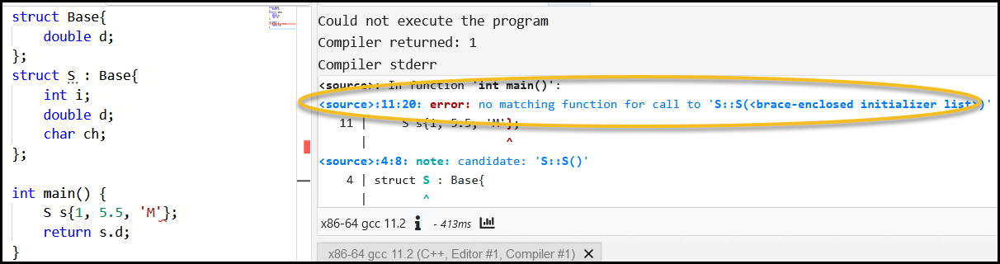 struct Base{
    double d;
};
struct S : Base{
    int i;
    double d;
    char ch;
};
int main() {
    S s{1, 5.5, 'M'};
    return s.d;
}
Could not execute the program
Compiler returned: 1
Compiler stderr
<source>: In function 'int main()':
<source>:11:20: error: no matching function for call to 'S::S(<brace-enclosed initializer list>)'
   11 |     S s{1, 5.5, 'M'};
      |                    ^
<source>:4:8: note: candidate: 'S::S()'
    4 | struct S : Base{
      |        ^
x86-64 gcc 11.2 i - 413ms
x86-64 gcc 11.2 (C++, Editor #1, Compiler #1) ✕